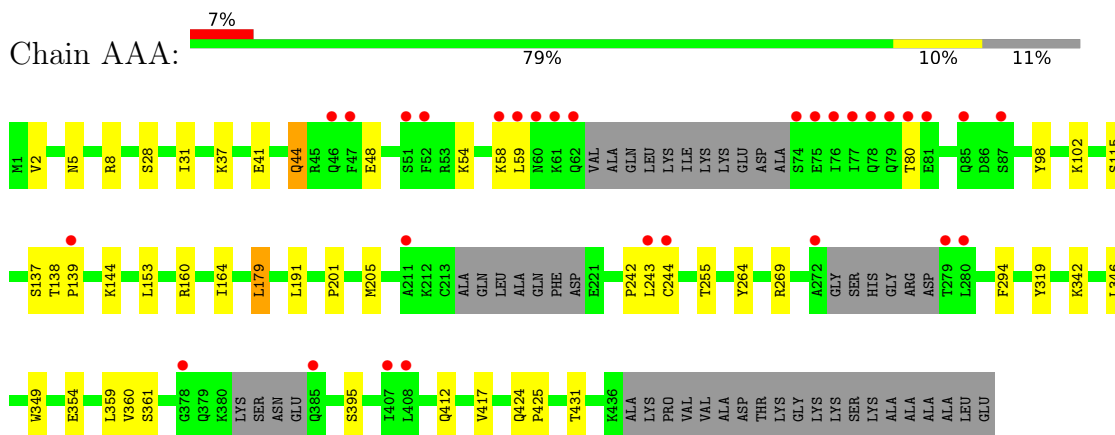 7%
Chain AAA:
79% 10% 11%
M1 V2 N5 R8 S28 I31 K37 E41 Q44 R45 Q46 F47 E48 S51 F52 R53 K54 K58 L59 N60 K61 Q62 VAL ALA GLN LEU LYS ILE LYS LYS GLU ASP ALA S74 E75 I76 I77 Q78 Q79 T80 E81 Q85 D86 S87 Y98 K102 S115
S137 T138 P139 K144 L153 R160 I164 L179 L191 P201 M205 A211 K212 C213 ALA GLN LEU ALA GLN PHE ASP E221 P242 L243 C244 T255 Y264 R269 A272 GLY SER HIS GLY ARG ASP T279 L280 F294 Y319 K342 L346
W349 E354 L359 V360 S361 G378 Q379 K380 LYS SER ASN GLU Q385 S395 I407 L408 Q412 V417 Q424 P425 T431 K436 ALA LYS PRO VAL VAL ALA ASP THR LYS GLY LYS LYS SER LYS ALA ALA ALA ALA ALA LEU GLU